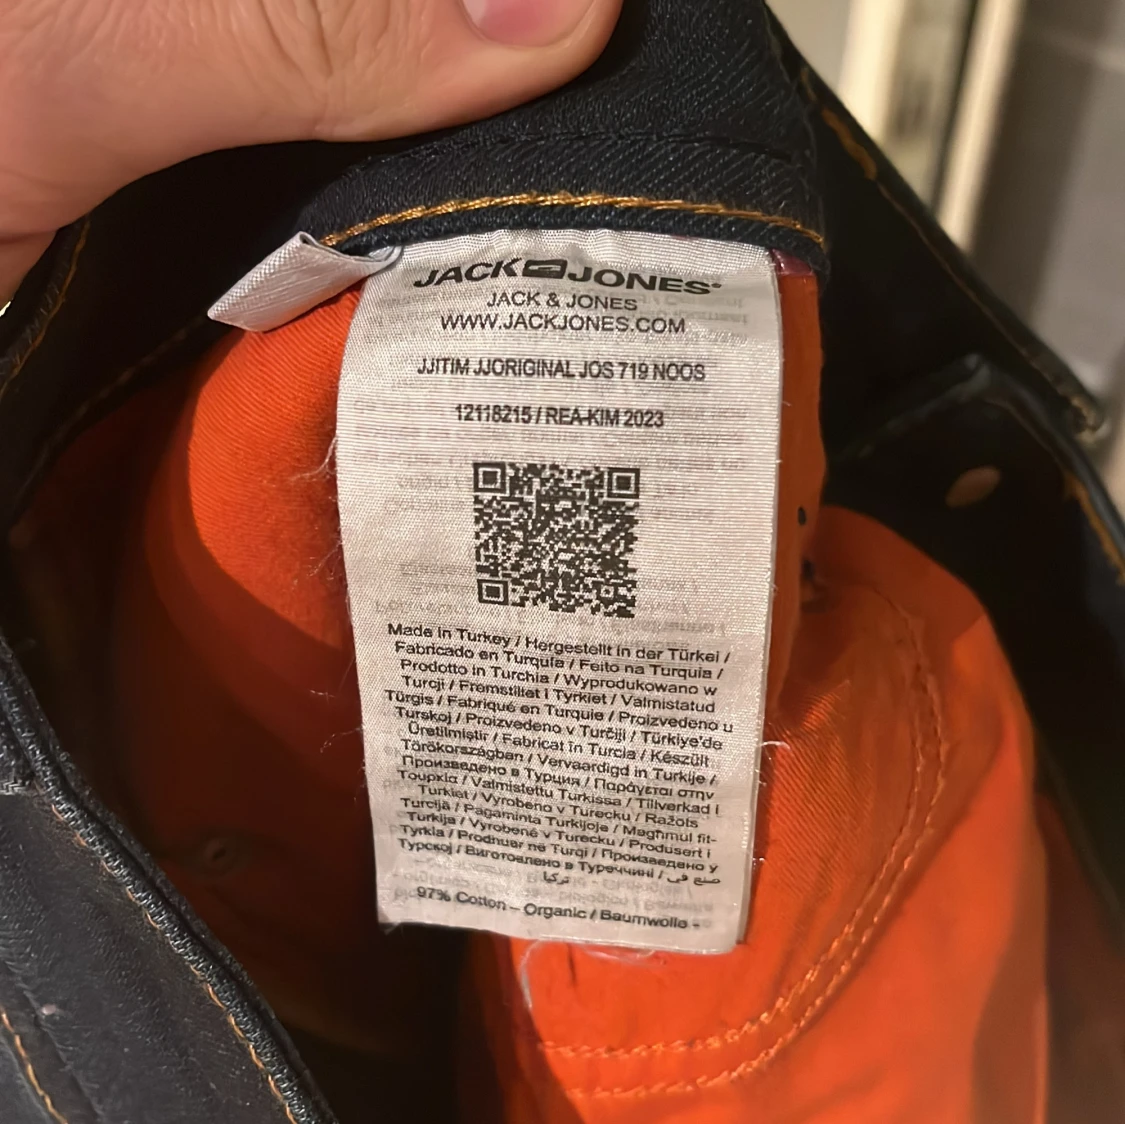 JACK JONES®
JACK & JONES
WWW.JACKJONES.COM
JJITIM JJORIGINAL JOS 719 NOOS
12118215 / REA-KIM 2023
Made in Turkey / Hergestellt in der Türkei /
Fabricado en Turquía / Feito na Turquia /
Prodotto in Turchia / Wyprodukowano w
Turcji / Fremstillet i Tyrkiet / Valmistatud
Türgis / Fabriqué en Turquie / Proizvedeno u
Turskoj / Proizvedeno v Turčiji / Türkiye'de
Üretilmiştir / Fabricat în Turcia / Készült
Törökországban / Vervaardigd in Turkije /
Произведено в Турция / Παράγεται στην
Τουρκία / Valmistettu Turkissa / Tillverkad i
Turkiet / Vyrobeno v Turecku / Ražots
Turcijā / Pagaminta Turkijoje / Magħmul fit-
Turkija / Vyrobené v Turecku / Produsert i
Tyrkia / Prodhuar në Turqi / Произведено у
Турској / Виготовлено в Туреччині / صنع في
تركيا
97% Cotton – Organic / Baumwolle -